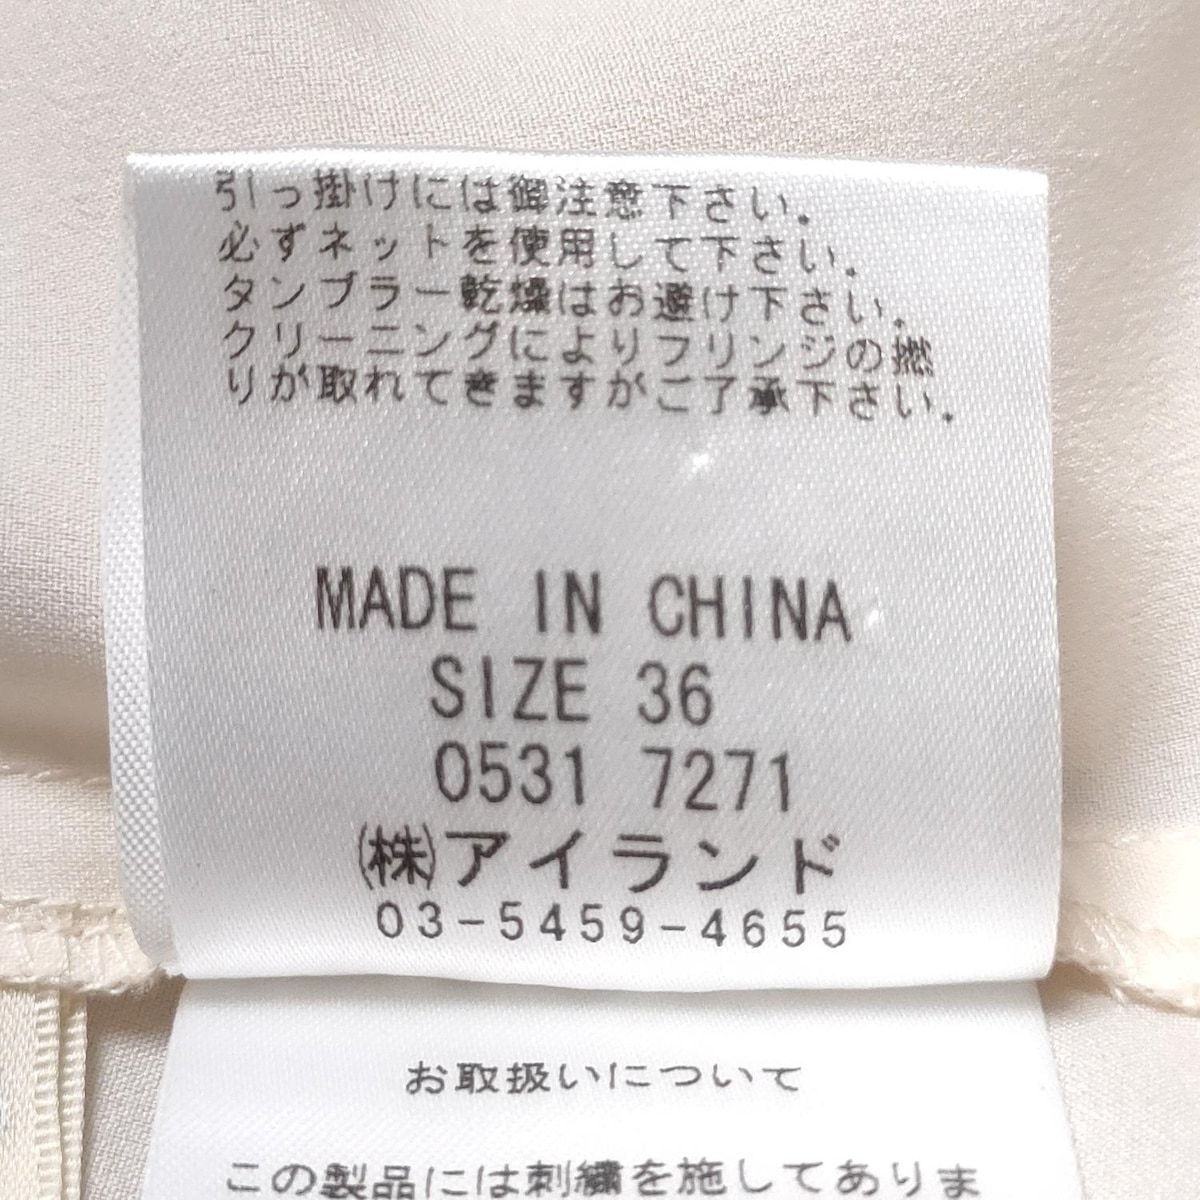 引っ掛けには御注意下さい。
必ずネットを使用して下さい。
タンブラー乾燥はお避け下さい。
クリーニングによりフリンジの撚
りが取れてきますがご了承下さい。
MADE IN CHINA
SIZE 36
0531 7271
(株)アイランド
03-5459-4655
お取扱いについて
この製品には刺繍を施してありま